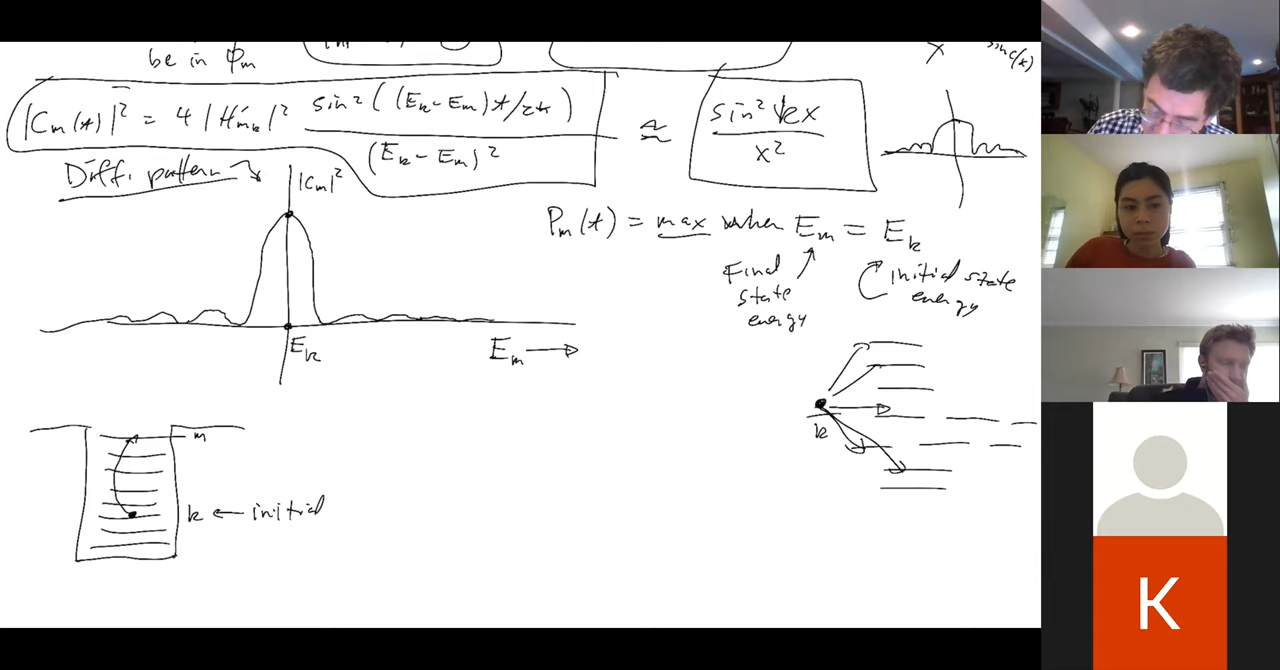 be in φm
sinc(t)
x
|Cm(t)|² = 4 |H'mk|² sin² ((Ek - Em) t/2ħ) / (Ek - Em)² ≈ sin² kx / x²
Diff. pattern
|Cm|²
Pm(t) = max when Em = Ek
Final state energy
initial state energy
Ek
Em
k
m
k ← initial
K